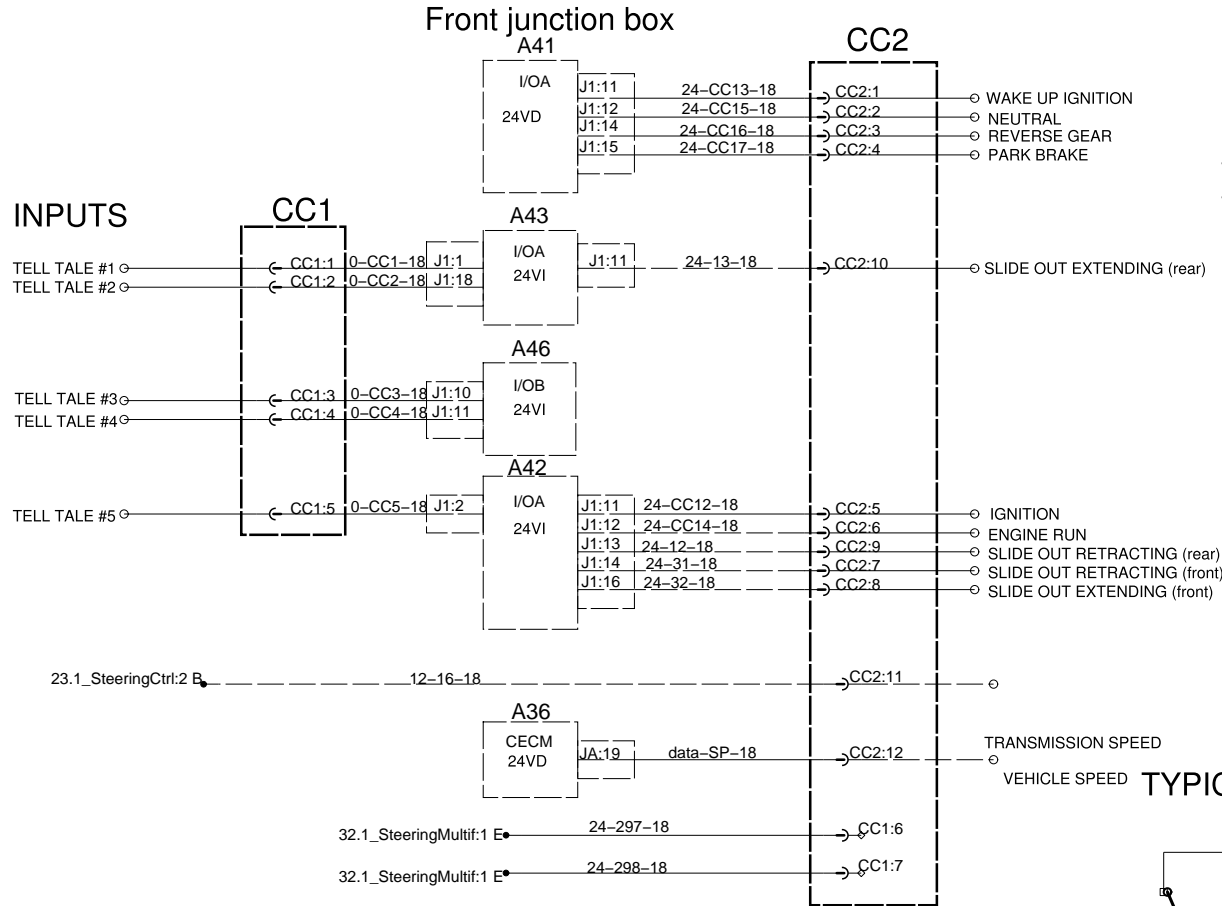 Front junction box
A41
CC2
I/OA
24VD
J1:11 24–CC13–18 CC2:1 WAKE UP IGNITION
J1:12 24–CC15–18 CC2:2 NEUTRAL
J1:14 24–CC16–18 CC2:3 REVERSE GEAR
J1:15 24–CC17–18 CC2:4 PARK BRAKE
INPUTS
CC1
A43
I/OA
24VI
TELL TALE #1 CC1:1 0–CC1–18 J1:1 J1:11 24–13–18 CC2:10 SLIDE OUT EXTENDING (rear)
TELL TALE #2 CC1:2 0–CC2–18 J1:18
A46
I/OB
24VI
TELL TALE #3 CC1:3 0–CC3–18 J1:10
TELL TALE #4 CC1:4 0–CC4–18 J1:11
A42
I/OA
24VI
TELL TALE #5 CC1:5 0–CC5–18 J1:2 J1:11 24–CC12–18 CC2:5 IGNITION
J1:12 24–CC14–18 CC2:6 ENGINE RUN
J1:13 24–12–18 CC2:9 SLIDE OUT RETRACTING (rear)
J1:14 24–31–18 CC2:7 SLIDE OUT RETRACTING (front)
J1:16 24–32–18 CC2:8 SLIDE OUT EXTENDING (front)
23.1_SteeringCtrl:2 B 12–16–18 CC2:11
A36
CECM
24VD
JA:19 data–SP–18 CC2:12 TRANSMISSION SPEED
VEHICLE SPEED
TYPIC
32.1_SteeringMultif:1 E 24–297–18 CC1:6
32.1_SteeringMultif:1 E 24–298–18 CC1:7